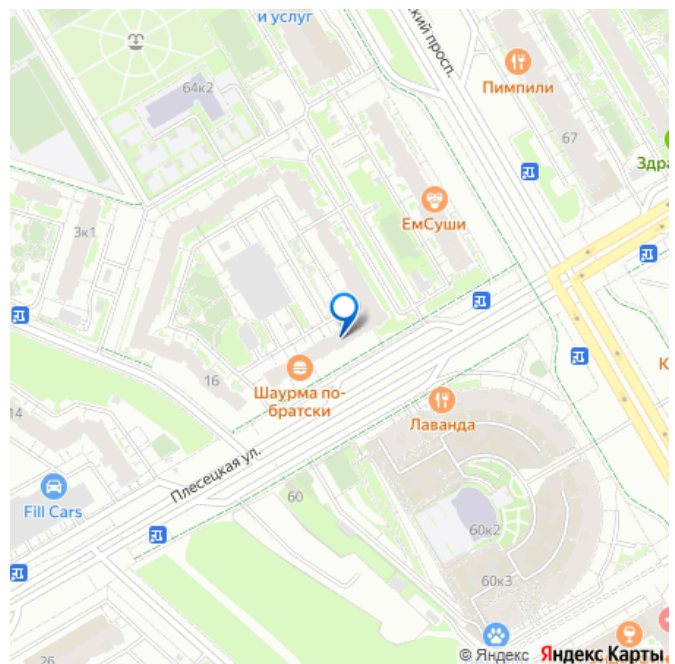 и услуг
кий просп.
Пимпили
64к2
67
Здра
ЕмСуши
3к1
16
Шаурма по-
братски
К
Лаванда
14
Плесецкая ул.
Fill Cars
60
60к2
60к3
26
© Яндекс Яндекс Карты